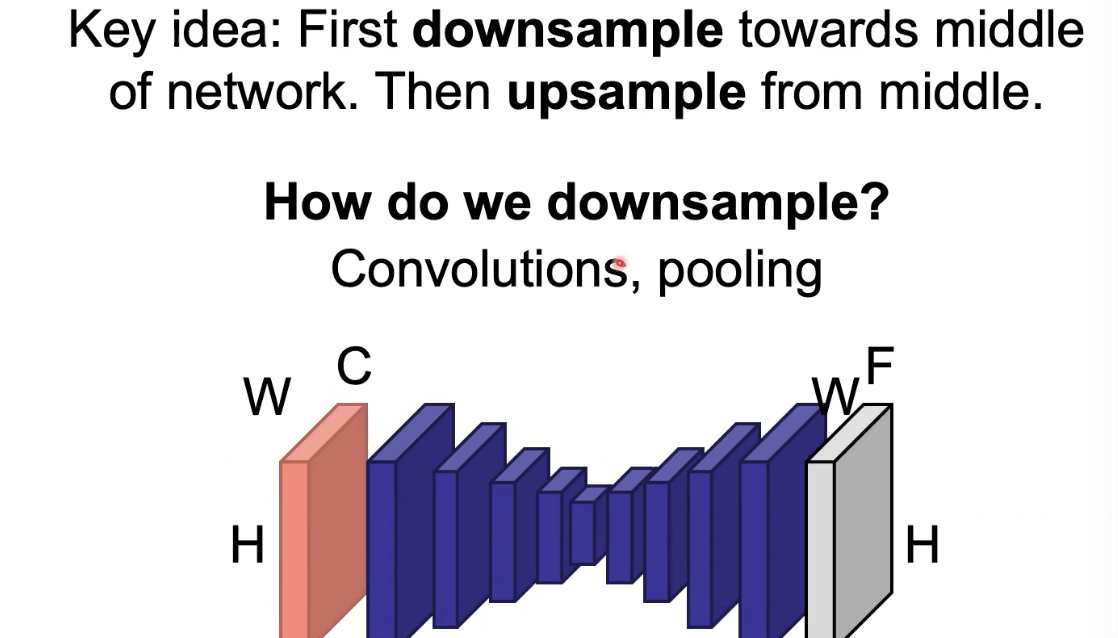 Key idea: First downsample towards middle
of network. Then upsample from middle.
How do we downsample?
Convolutions, pooling
C
F
W
W
H
H